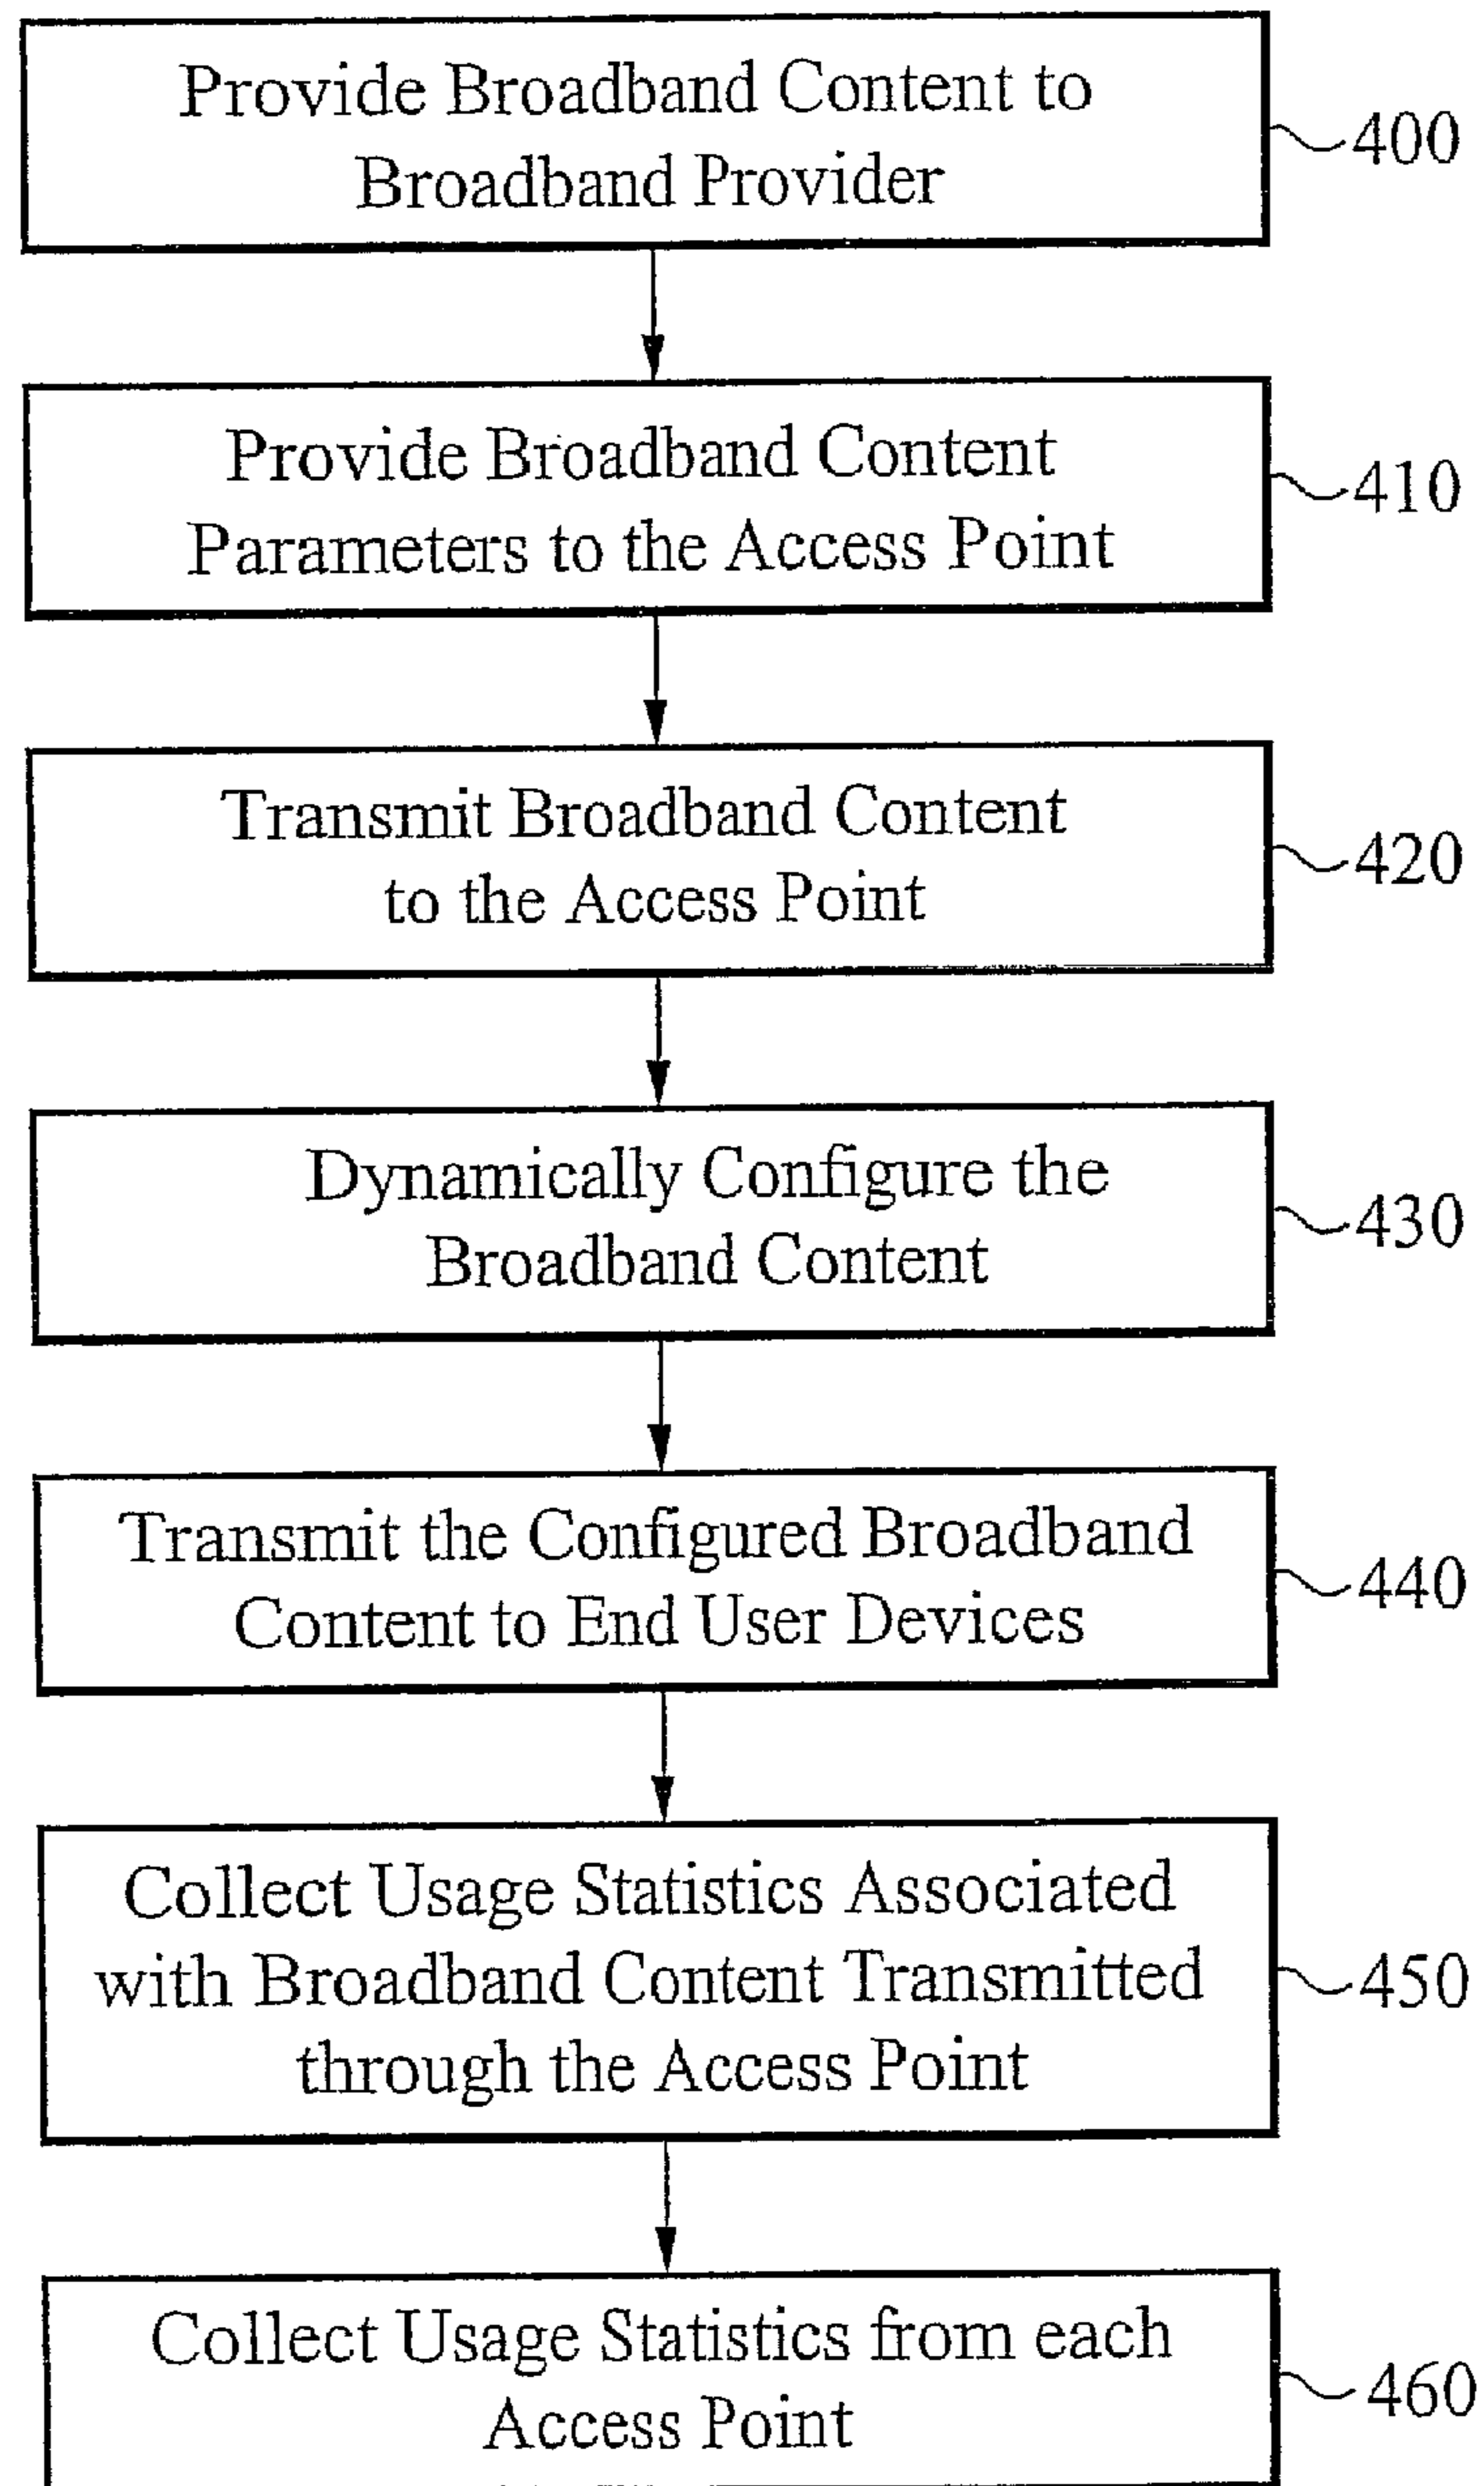 Provide Broadband Content to
Broadband Provider
400
Provide Broadband Content
Parameters to the Access Point
410
Transmit Broadband Content
to the Access Point
420
Dynamically Configure the
Broadband Content
430
Transmit the Configured Broadband
Content to End User Devices
440
Collect Usage Statistics Associated
with Broadband Content Transmitted
through the Access Point
450
Collect Usage Statistics from each
Access Point
460